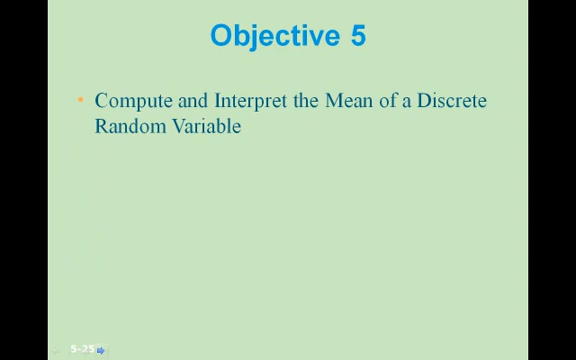 Objective 5
• Compute and Interpret the Mean of a Discrete
Random Variable
5-25